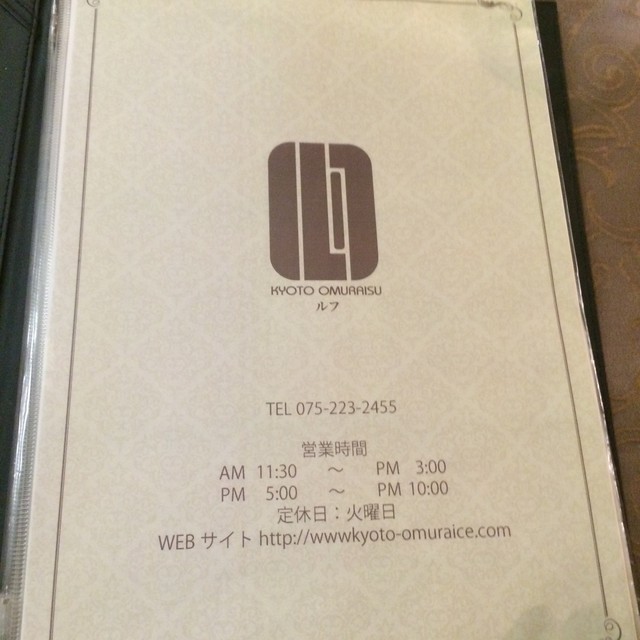 KYOTO OMURAISU
ルフ
TEL 075-223-2455
営業時間
AM 11:30 ～ PM 3:00
PM 5:00 ～ PM 10:00
定休日：火曜日
WEB サイト http://wwwkyoto-omuraice.com